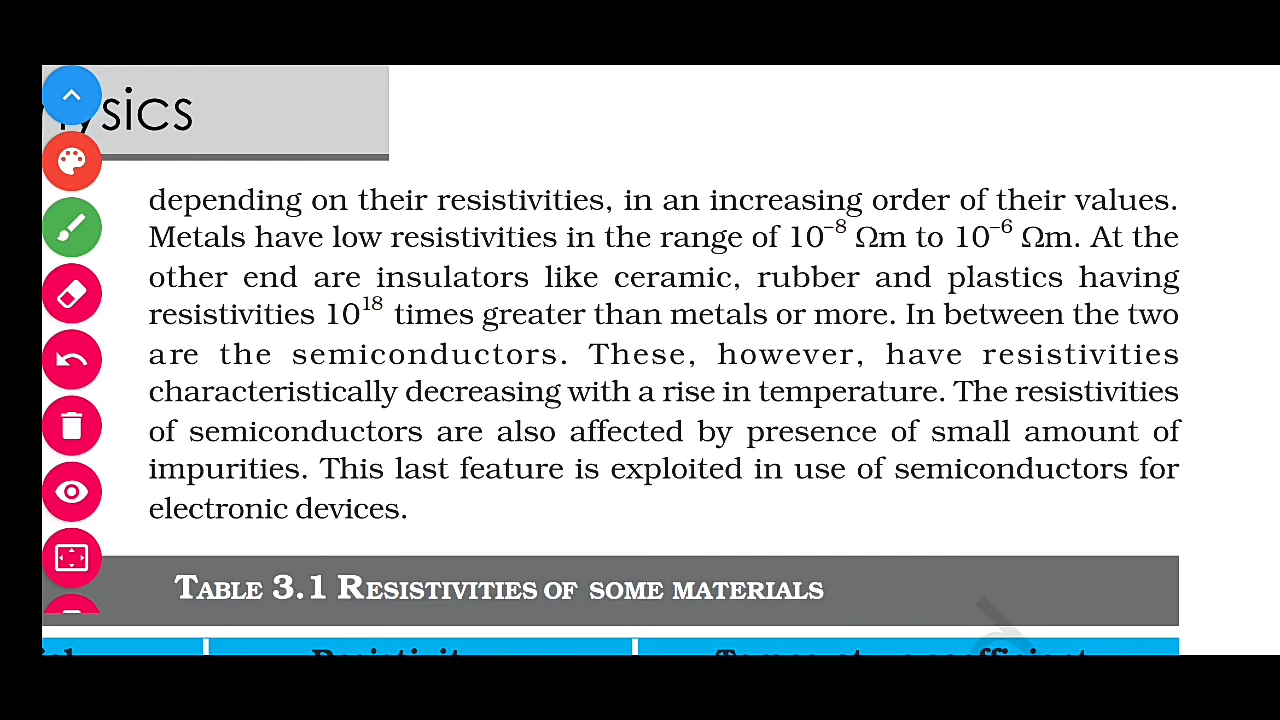 sics
depending on their resistivities, in an increasing order of their values.
Metals have low resistivities in the range of 10⁻⁸ Ωm to 10⁻⁶ Ωm. At the
other end are insulators like ceramic, rubber and plastics having
resistivities 10¹⁸ times greater than metals or more. In between the two
are the semiconductors. These, however, have resistivities
characteristically decreasing with a rise in temperature. The resistivities
of semiconductors are also affected by presence of small amount of
impurities. This last feature is exploited in use of semiconductors for
electronic devices.
TABLE 3.1 RESISTIVITIES OF SOME MATERIALS